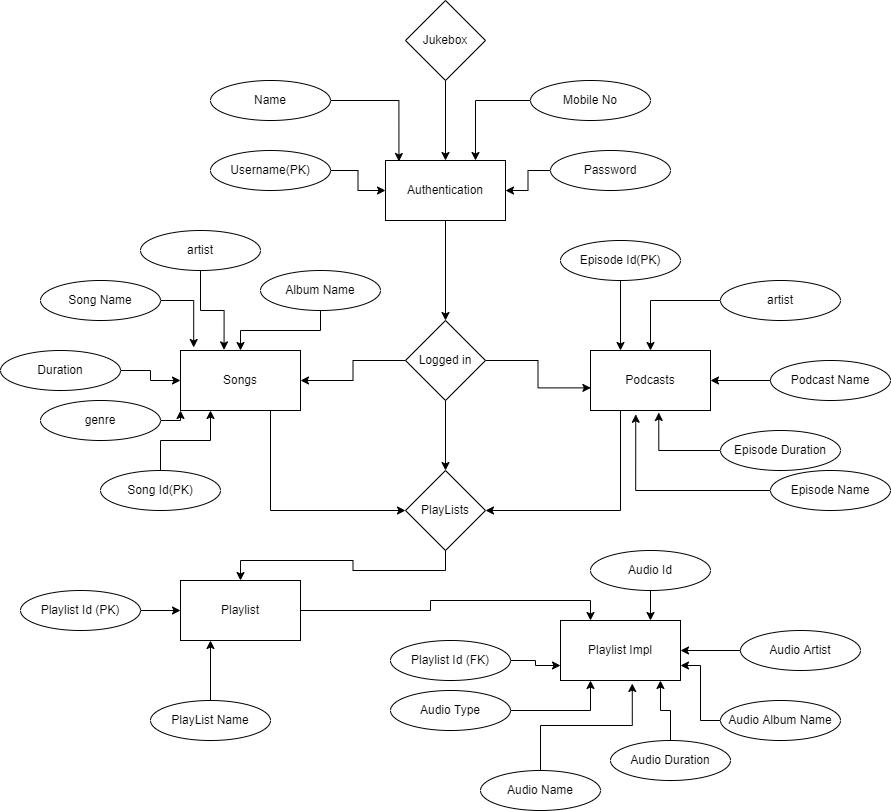 Jukebox
Name
Mobile No
Username(PK)
Password
Authentication
artist
Episode Id(PK)
Song Name
Album Name
artist
Duration
Songs
Logged in
Podcasts
Podcast Name
genre
Episode Duration
Song Id(PK)
Episode Name
PlayLists
Audio Id
Playlist Id (PK)
Playlist
Playlist Impl
Audio Artist
Playlist Id (FK)
Audio Type
PlayList Name
Audio Album Name
Audio Duration
Audio Name